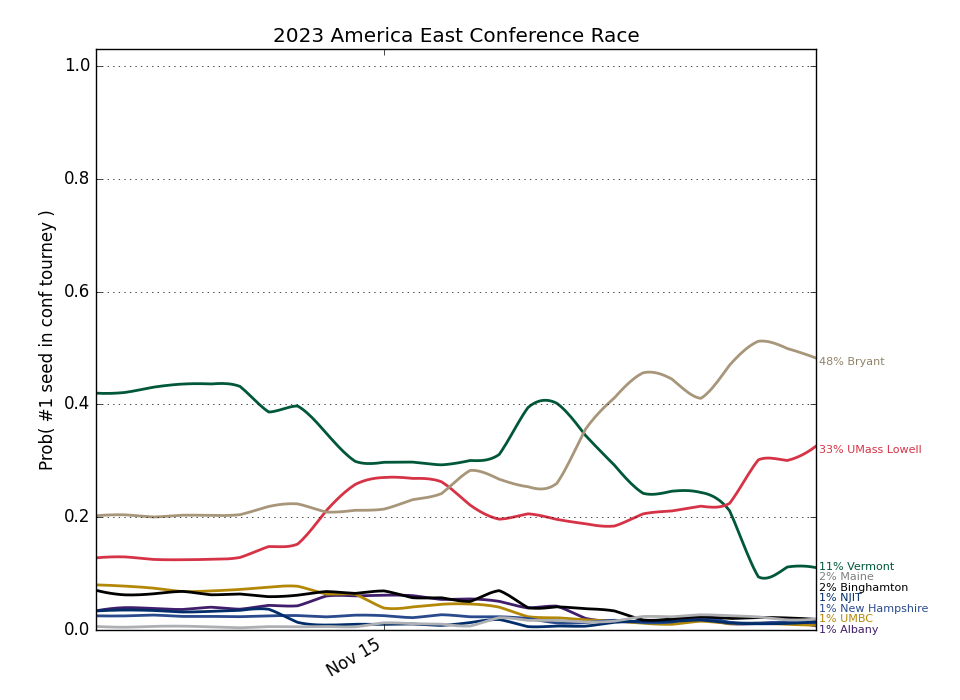 2023 America East Conference Race
Prob( #1 seed in conf tourney )
1.0
0.8
0.6
0.4
0.2
0.0
Nov 15
48% Bryant
33% UMass Lowell
11% Vermont
2% Maine
2% Binghamton
1% NJIT
1% New Hampshire
1% UMBC
1% Albany